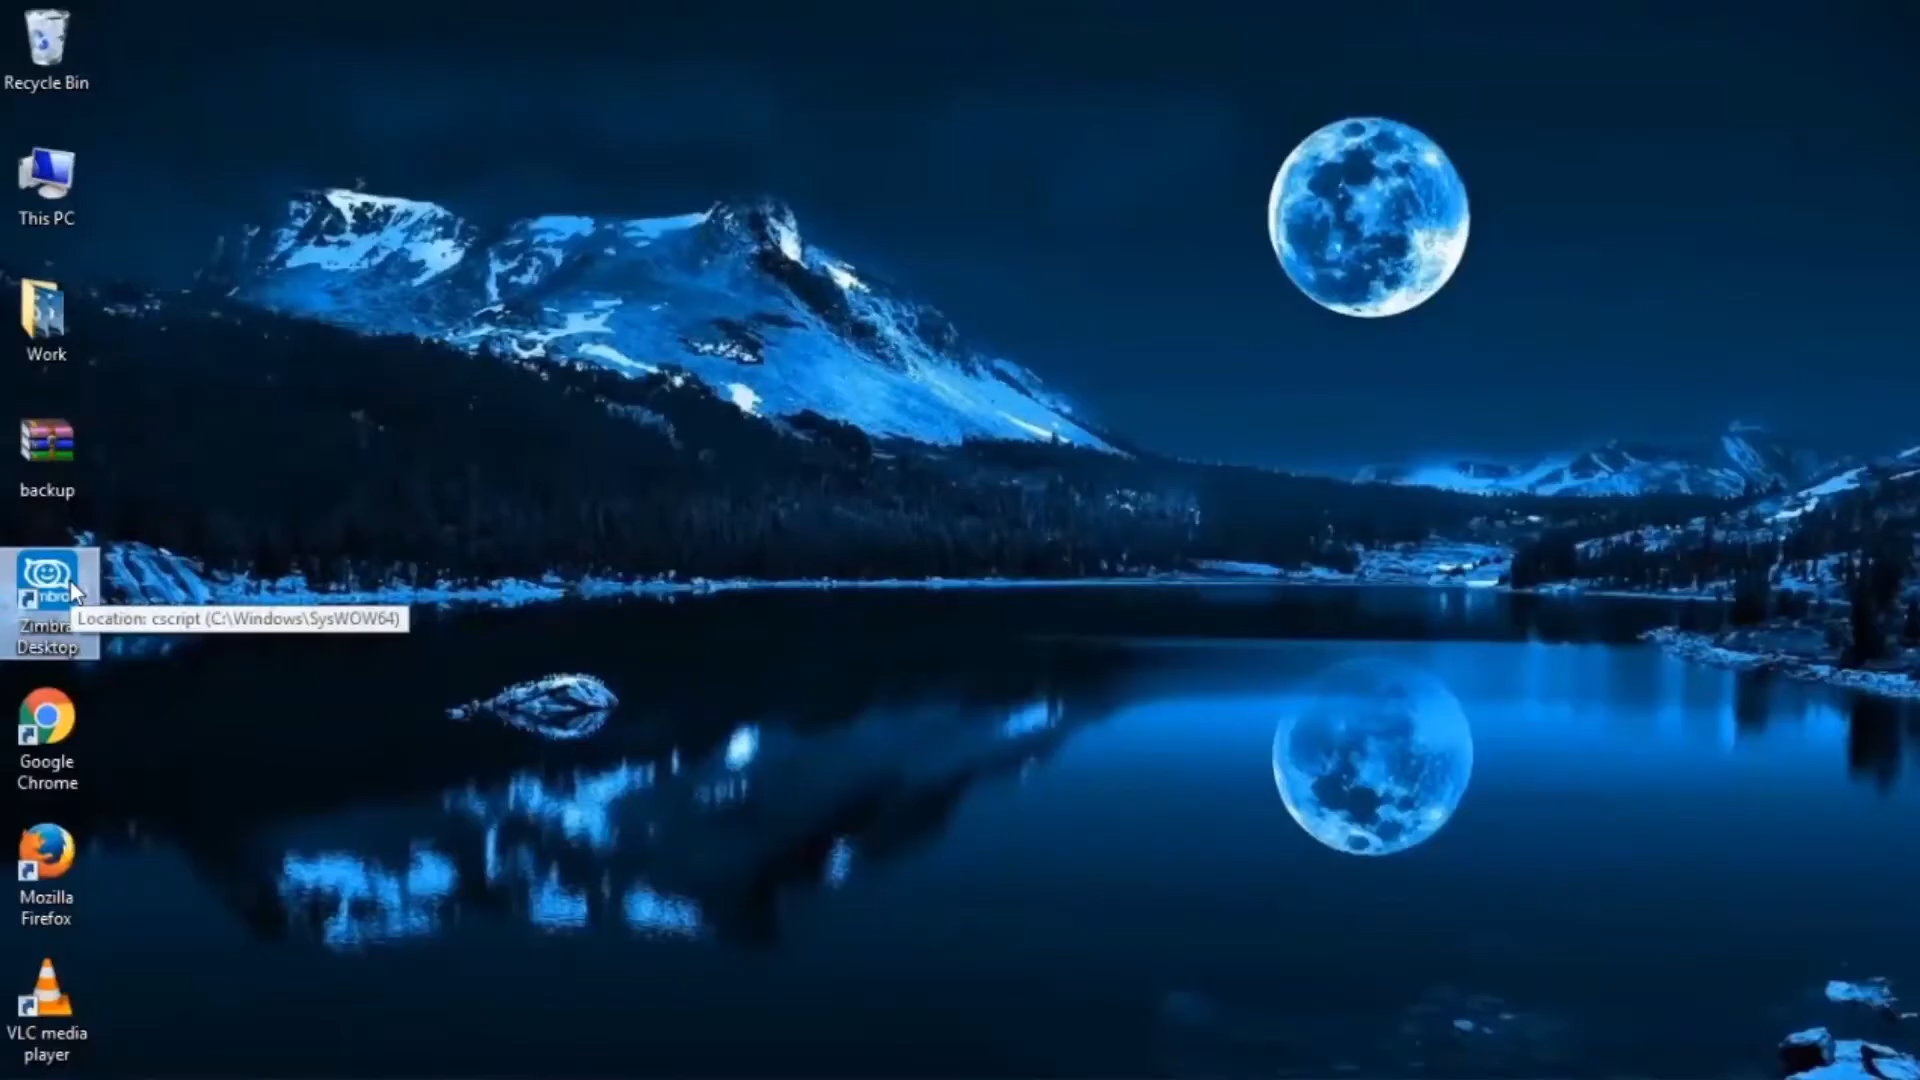 Recycle Bin
This PC
Work
backup
mbra
Zimbra
Desktop
Location: cscript (C:\Windows\SysWOW64)
Google
Chrome
Mozilla
Firefox
VLC media
player